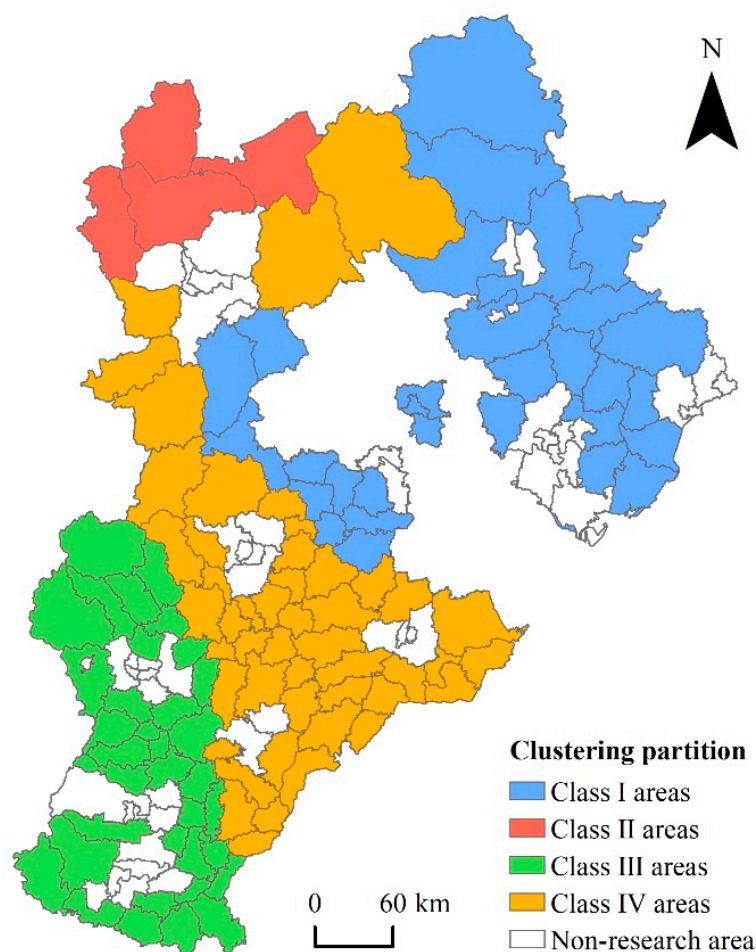 N
Clustering partition
Class I areas
Class II areas
Class III areas
Class IV areas
Non-research area
0 60 km